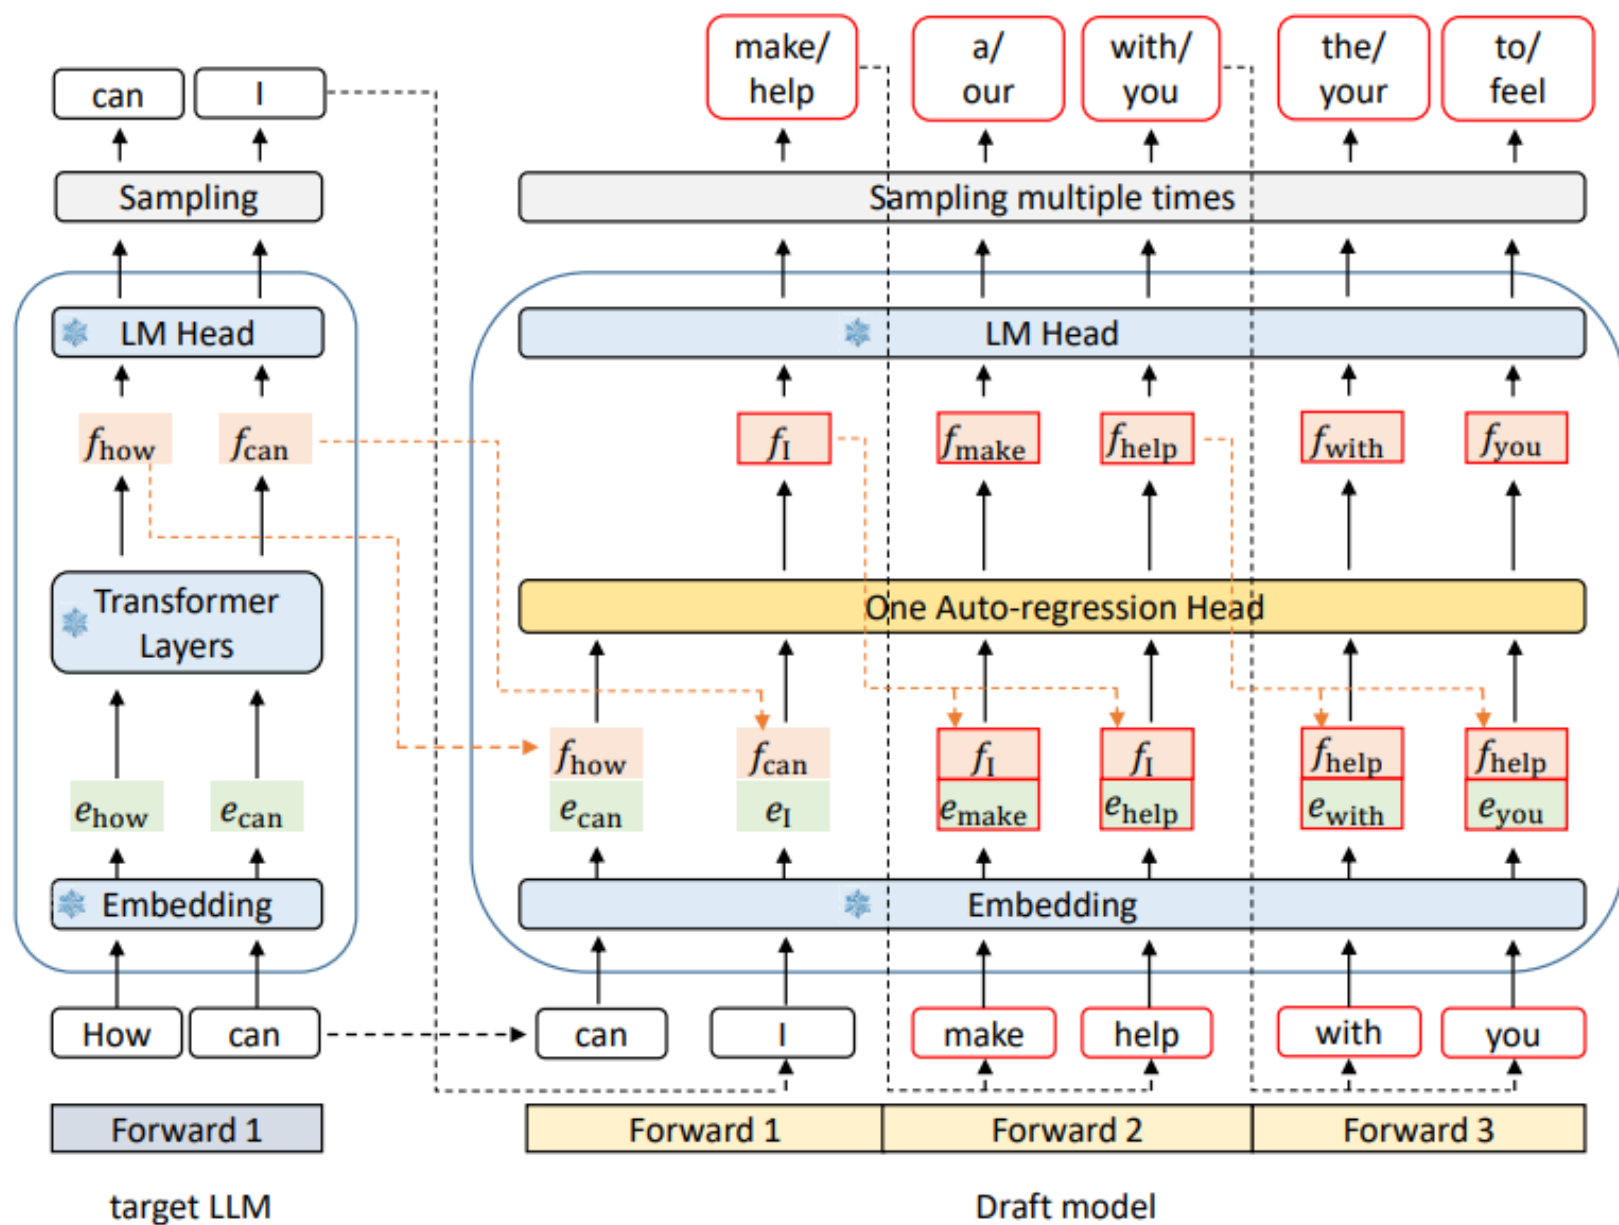 can I
Sampling
LM Head
f_how f_can
Transformer
Layers
e_how e_can
Embedding
How can
Forward 1
target LLM
make/
help
a/
our
with/
you
the/
your
to/
feel
Sampling multiple times
LM Head
f_I f_make f_help f_with f_you
One Auto-regression Head
f_how f_can f_I f_I f_help f_help
e_can e_I e_make e_help e_with e_you
Embedding
can I make help with you
Forward 1 Forward 2 Forward 3
Draft model